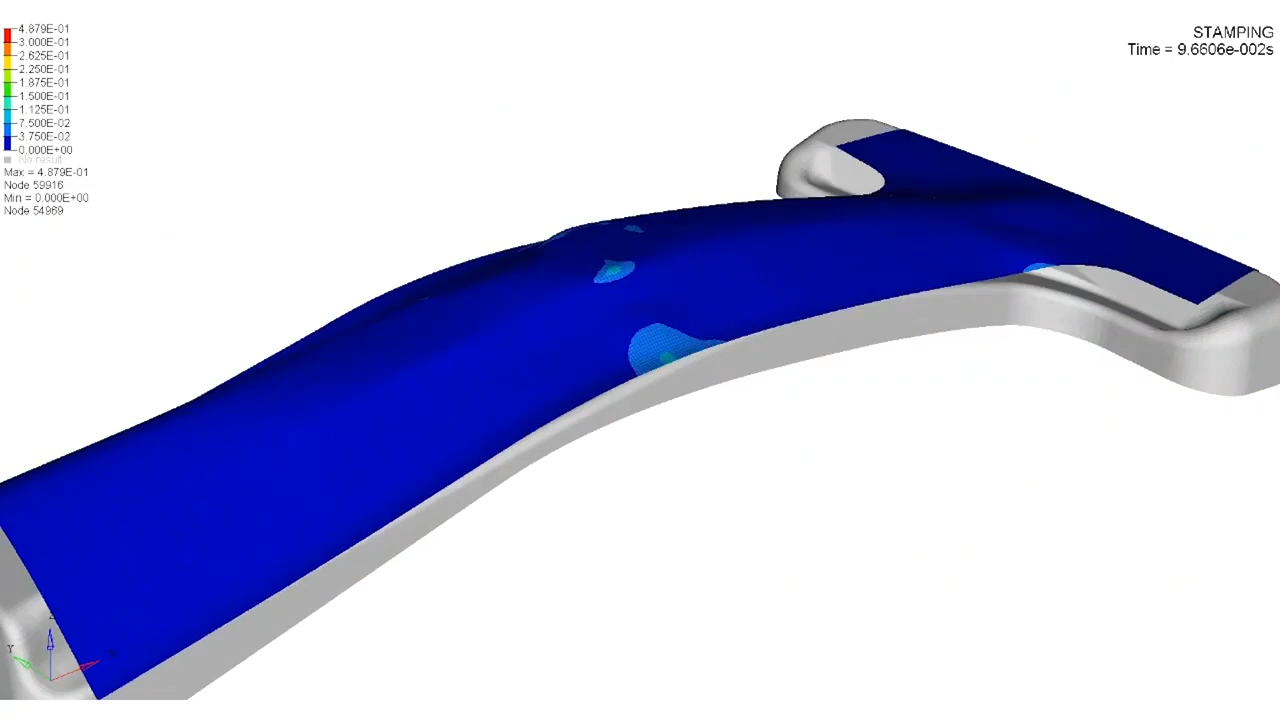 4.879E-01
3.000E-01
2.625E-01
2.250E-01
1.875E-01
1.500E-01
1.125E-01
7.500E-02
3.750E-02
0.000E+00
No result
Max = 4.879E-01
Node 59916
Min = 0.000E+00
Node 54969
STAMPING
Time = 9.6606e-002s
Z
Y
X